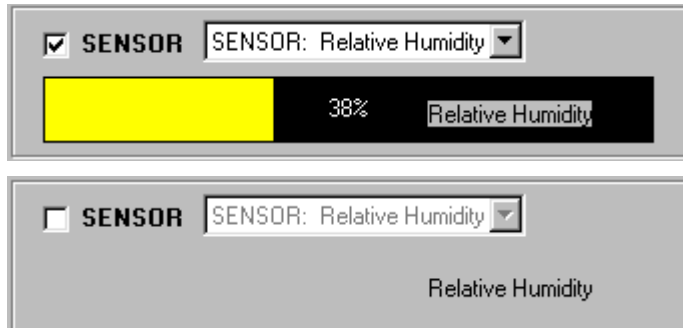 SENSOR SENSOR: Relative Humidity
38% Relative Humidity
SENSOR SENSOR: Relative Humidity
Relative Humidity